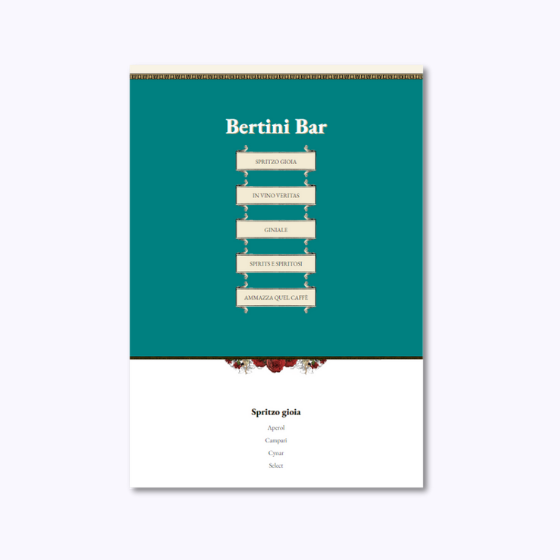 Bertini Bar
SPRITZO GIOIA
IN VINO VERITAS
GINIALE
SPIRITS E SPIRITOSI
AMMAZZA QUEL CAFFÈ
Spritzo gioia
Aperol
Campari
Cynar
Select